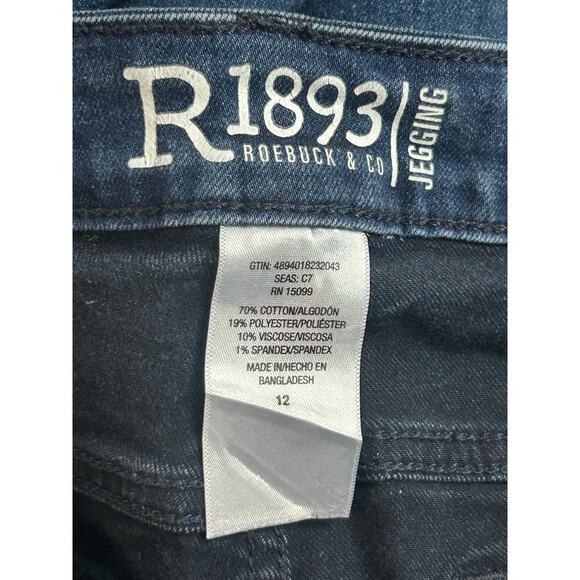 R1893
ROEBUCK & CO
JEGGING
GTIN: 4894018232043
SEAS: C7
RN 15099
70% COTTON/ALGODÓN
19% POLYESTER/POLIÉSTER
10% VISCOSE/VISCOSA
1% SPANDEX/SPANDEX
MADE IN/HECHO EN
BANGLADESH
12